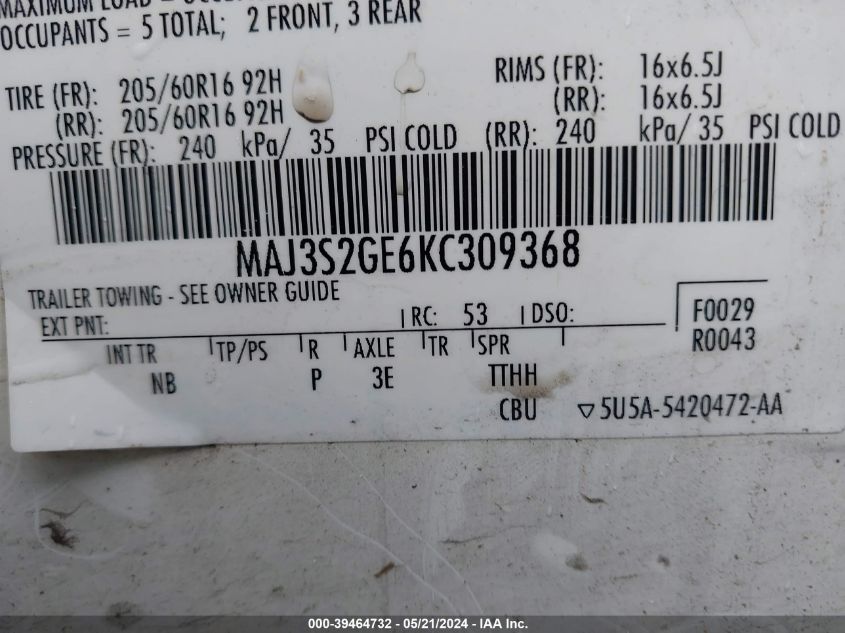 MAXIMUM LOAD = OCCU
OCCUPANTS = 5 TOTAL; 2 FRONT, 3 REAR
TIRE (FR): 205/60R16 92H RIMS (FR): 16x6.5J
(RR): 205/60R16 92H (RR): 16x6.5J
PRESSURE (FR): 240 kPa/ 35 PSI COLD (RR): 240 kPa/ 35 PSI COLD
MAJ3S2GE6KC309368
TRAILER TOWING - SEE OWNER GUIDE
EXT PNT: RC: 53 DSO: F0029
INT TR TP/PS R AXLE TR SPR R0043
NB P 3E TTHH
CBU ▽5U5A-5420472-AA
000-39464732 - 05/21/2024 - IAA Inc.